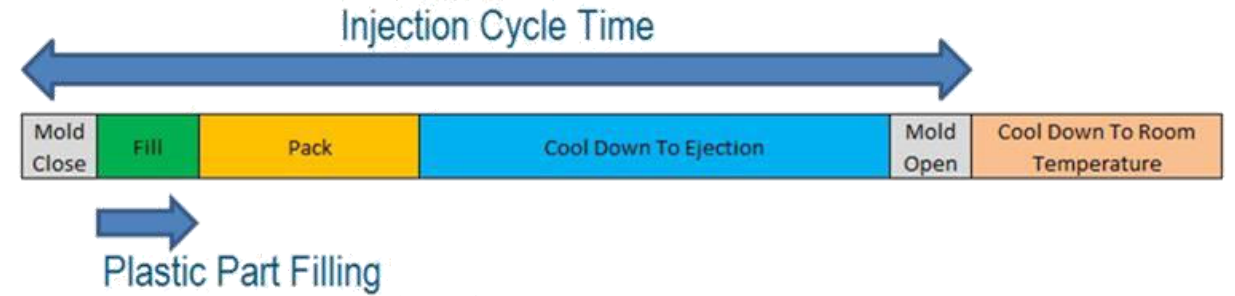 Injection Cycle Time
Mold
Close
Fill
Pack
Cool Down To Ejection
Mold
Open
Cool Down To Room
Temperature
Plastic Part Filling